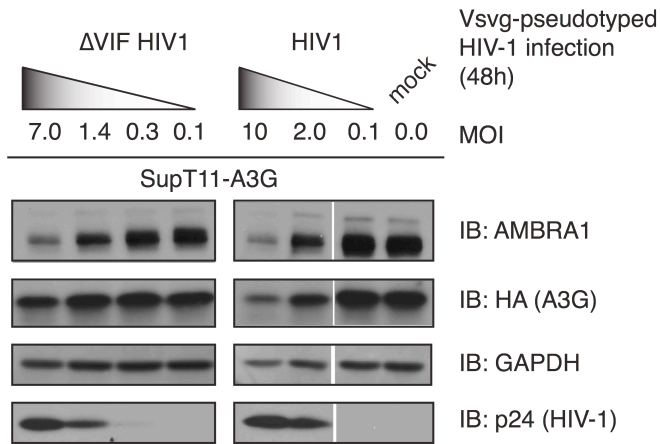 ΔVIF HIV1 HIV1 mock Vsvg-pseudotyped
HIV-1 infection
(48h)
7.0 1.4 0.3 0.1 10 2.0 0.1 0.0 MOI
SupT11-A3G
IB: AMBRA1
IB: HA (A3G)
IB: GAPDH
IB: p24 (HIV-1)